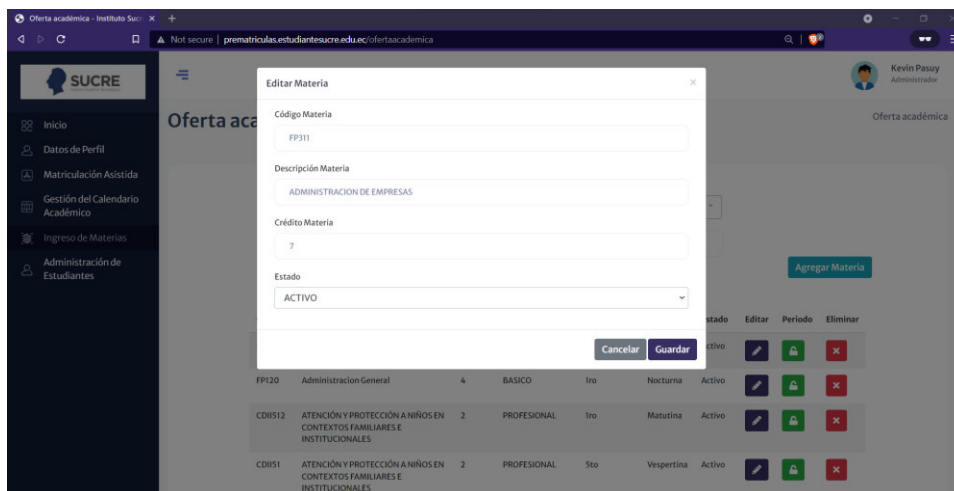 Oferta académica - Instituto Suc
Not secure | prematriculas.estudiantesucre.edu.ec/ofertaacademica
SUCRE
Kevin Pasuy
Administrador
Inicio
Datos de Perfil
Matriculación Asistida
Gestión del Calendario
Académico
Ingreso de Materias
Administración de
Estudiantes
Oferta aca
Oferta académica
Editar Materia
Código Materia
FP311
Descripción Materia
ADMINISTRACION DE EMPRESAS
Crédito Materia
7
Estado
ACTIVO
Cancelar Guardar
Agregar Materia
stado Editar Periodo Eliminar
ctivo
FP120 Administracion General 4 BASICO 1ro Nocturna Activo
CDII512 ATENCIÓN Y PROTECCIÓN A NIÑOS EN 2 PROFESIONAL 1ro Matutina Activo
CONTEXTOS FAMILIARES E
INSTITUCIONALES
CDII51 ATENCIÓN Y PROTECCIÓN A NIÑOS EN 2 PROFESIONAL 5to Vespertina Activo
CONTEXTOS FAMILIARES E
INSTITUCIONALES